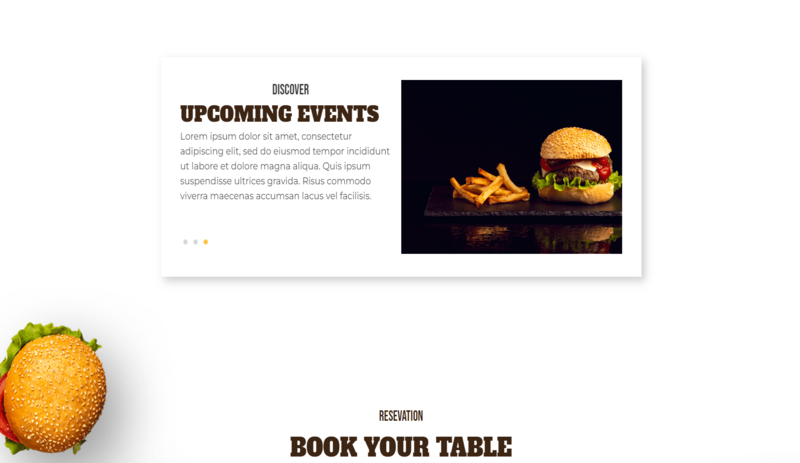 DISCOVER
UPCOMING EVENTS
Lorem ipsum dolor sit amet, consectetur
adipiscing elit, sed do eiusmod tempor incididunt
ut labore et dolore magna aliqua. Quis ipsum
suspendisse ultrices gravida. Risus commodo
viverra maecenas accumsan lacus vel facilisis.
RESEVATION
BOOK YOUR TABLE